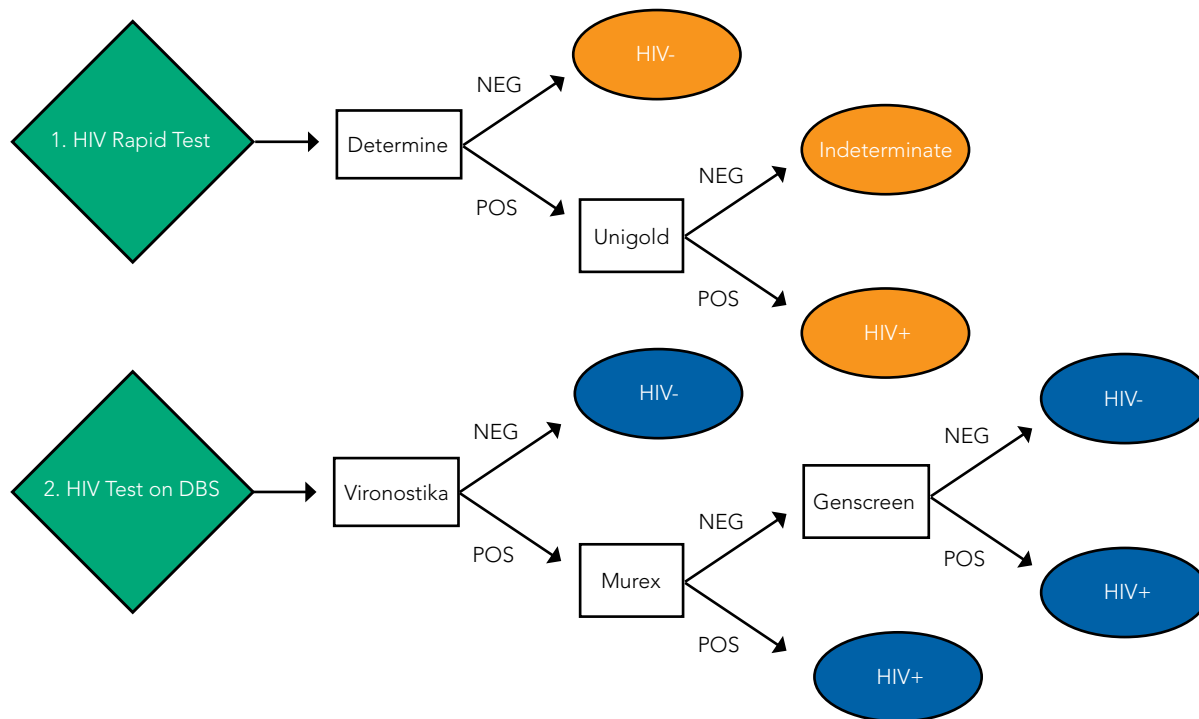 1. HIV Rapid Test
Determine
NEG
HIV-
POS
Unigold
NEG
Indeterminate
POS
HIV+
2. HIV Test on DBS
Vironostika
NEG
HIV-
POS
Murex
NEG
Genscreen
NEG
HIV-
POS
HIV+
POS
HIV+